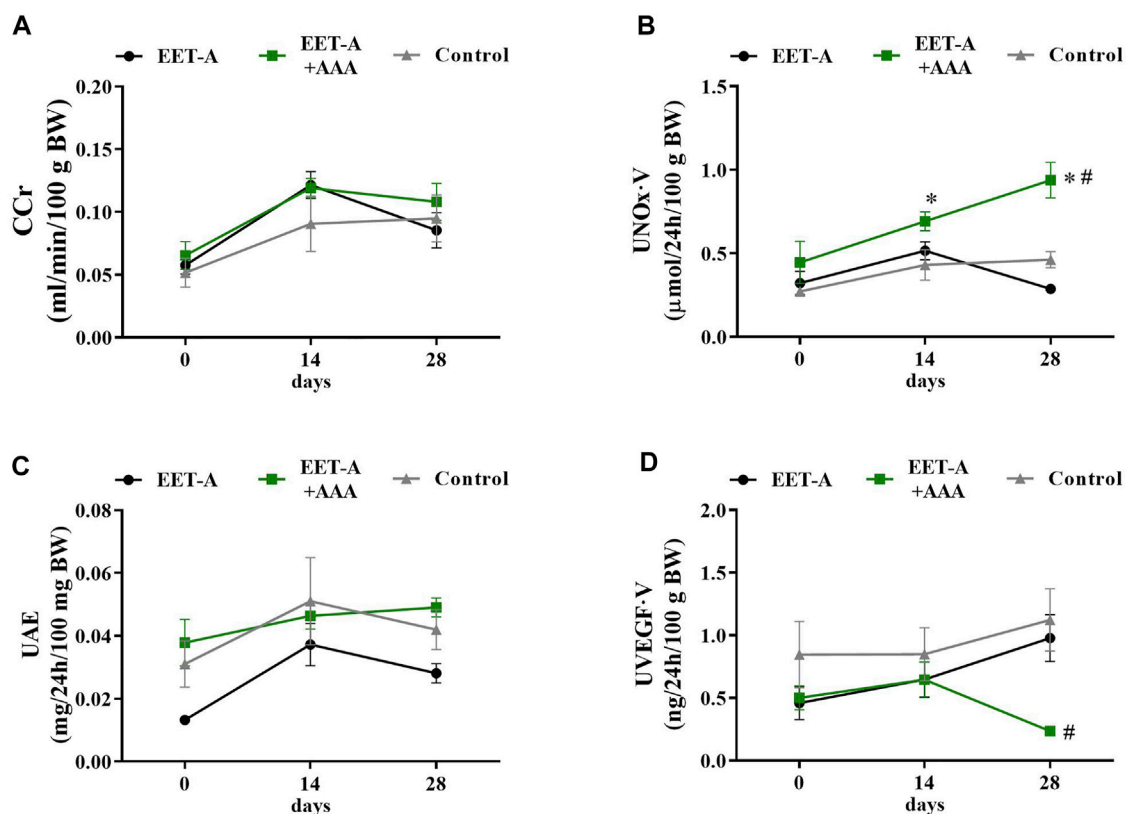 A
EET-A
EET-A
+AAA
Control
CCr
(ml/min/100 g BW)
0.20
0.15
0.10
0.05
0.00
0
14
28
days
B
EET-A
EET-A
+AAA
Control
UNOx·V
(μmol/24h/100 g BW)
1.5
1.0
0.5
0.0
*
* #
0
14
28
days
C
EET-A
EET-A
+AAA
Control
UAE
(mg/24h/100 mg BW)
0.08
0.06
0.04
0.02
0.00
0
14
28
days
D
EET-A
EET-A
+AAA
Control
UVEGF·V
(ng/24h/100 g BW)
2.0
1.5
1.0
0.5
0.0
#
0
14
28
days